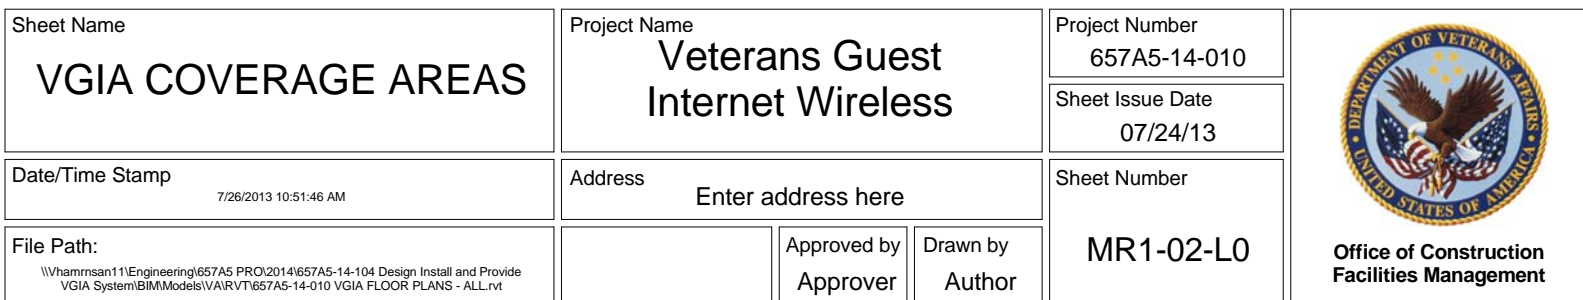 Sheet Name
VGIA COVERAGE AREAS
Project Name
Veterans Guest
Internet Wireless
Project Number
657A5-14-010
Sheet Issue Date
07/24/13
Date/Time Stamp
7/26/2013 10:51:46 AM
Address
Enter address here
Sheet Number
MR1-02-L0
File Path:
\\Vhamrnsan11\Engineering\657A5 PRO\2014\657A5-14-104 Design Install and Provide
VGIA System\BIM\Models\VA\RVT\657A5-14-010 VGIA FLOOR PLANS - ALL.rvt
Approved by
Approver
Drawn by
Author
DEPARTMENT OF VETERANS AFFAIRS
UNITED STATES OF AMERICA
Office of Construction
Facilities Management